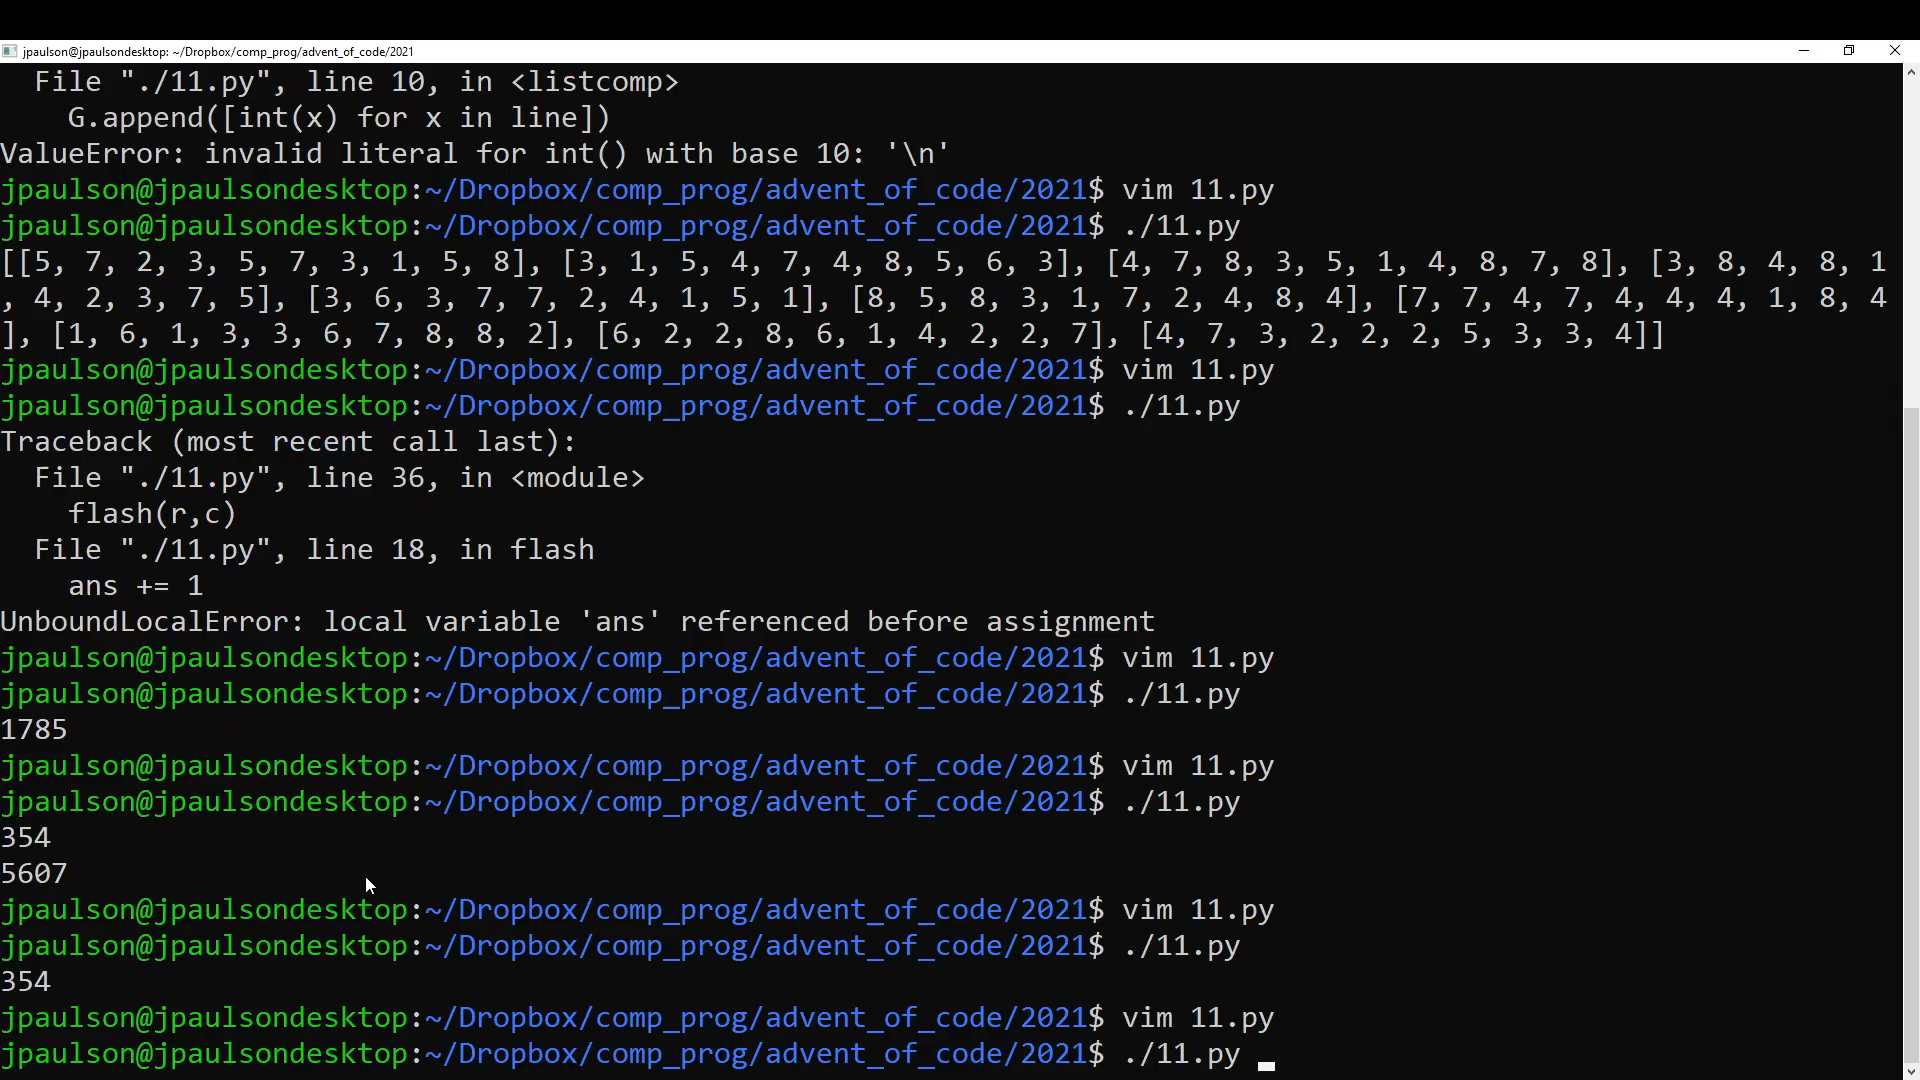 jpaulson@jpaulsondesktop: ~/Dropbox/comp_prog/advent_of_code/2021
  File "./11.py", line 10, in <listcomp>
    G.append([int(x) for x in line])
ValueError: invalid literal for int() with base 10: '\n'
jpaulson@jpaulsondesktop:~/Dropbox/comp_prog/advent_of_code/2021$ vim 11.py
jpaulson@jpaulsondesktop:~/Dropbox/comp_prog/advent_of_code/2021$ ./11.py
[[5, 7, 2, 3, 5, 7, 3, 1, 5, 8], [3, 1, 5, 4, 7, 4, 8, 5, 6, 3], [4, 7, 8, 3, 5, 1, 4, 8, 7, 8], [3, 8, 4, 8, 1
, 4, 2, 3, 7, 5], [3, 6, 3, 7, 7, 2, 4, 1, 5, 1], [8, 5, 8, 3, 1, 7, 2, 4, 8, 4], [7, 7, 4, 7, 4, 4, 4, 1, 8, 4
], [1, 6, 1, 3, 3, 6, 7, 8, 8, 2], [6, 2, 2, 8, 6, 1, 4, 2, 2, 7], [4, 7, 3, 2, 2, 2, 5, 3, 3, 4]]
jpaulson@jpaulsondesktop:~/Dropbox/comp_prog/advent_of_code/2021$ vim 11.py
jpaulson@jpaulsondesktop:~/Dropbox/comp_prog/advent_of_code/2021$ ./11.py
Traceback (most recent call last):
  File "./11.py", line 36, in <module>
    flash(r,c)
  File "./11.py", line 18, in flash
    ans += 1
UnboundLocalError: local variable 'ans' referenced before assignment
jpaulson@jpaulsondesktop:~/Dropbox/comp_prog/advent_of_code/2021$ vim 11.py
jpaulson@jpaulsondesktop:~/Dropbox/comp_prog/advent_of_code/2021$ ./11.py
1785
jpaulson@jpaulsondesktop:~/Dropbox/comp_prog/advent_of_code/2021$ vim 11.py
jpaulson@jpaulsondesktop:~/Dropbox/comp_prog/advent_of_code/2021$ ./11.py
354
5607
jpaulson@jpaulsondesktop:~/Dropbox/comp_prog/advent_of_code/2021$ vim 11.py
jpaulson@jpaulsondesktop:~/Dropbox/comp_prog/advent_of_code/2021$ ./11.py
354
jpaulson@jpaulsondesktop:~/Dropbox/comp_prog/advent_of_code/2021$ vim 11.py
jpaulson@jpaulsondesktop:~/Dropbox/comp_prog/advent_of_code/2021$ ./11.py